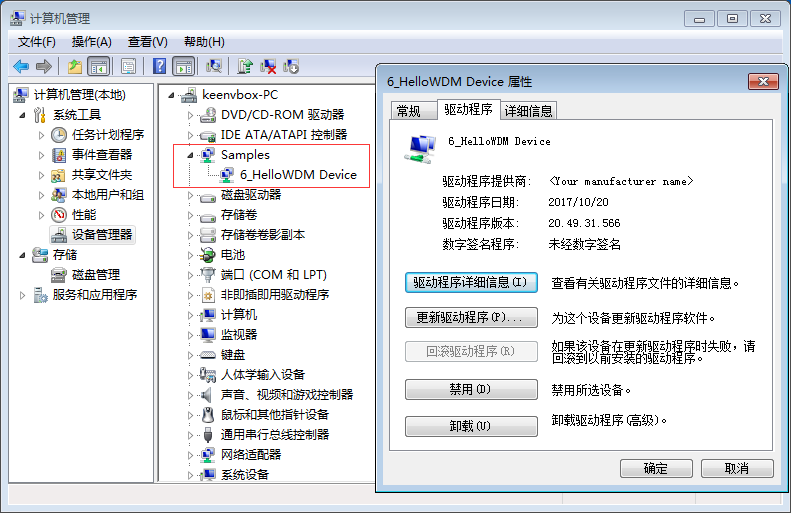 计算机管理
文件(F) 操作(A) 查看(V) 帮助(H)
计算机管理(本地)
系统工具
任务计划程序
事件查看器
共享文件夹
本地用户和组
性能
设备管理器
存储
磁盘管理
服务和应用程序
keenvbox-PC
DVD/CD-ROM 驱动器
IDE ATA/ATAPI 控制器
Samples
6_HelloWDM Device
磁盘驱动器
存储卷
存储卷卷影副本
电池
端口 (COM 和 LPT)
非即插即用驱动程序
计算机
监视器
键盘
人体学输入设备
声音、视频和游戏控制器
鼠标和其他指针设备
通用串行总线控制器
网络适配器
系统设备
6_HelloWDM Device 属性
常规 驱动程序 详细信息
6_HelloWDM Device
驱动程序提供商: <Your manufacturer name>
驱动程序日期: 2017/10/20
驱动程序版本: 20.49.31.566
数字签名程序: 未经数字签名
驱动程序详细信息(I) 查看有关驱动程序文件的详细信息。
更新驱动程序(P)... 为这个设备更新驱动程序软件。
回滚驱动程序(R) 如果该设备在更新驱动程序时失败，请
回滚到以前安装的驱动程序。
禁用(D) 禁用所选设备。
卸载(U) 卸载驱动程序(高级)。
确定 取消